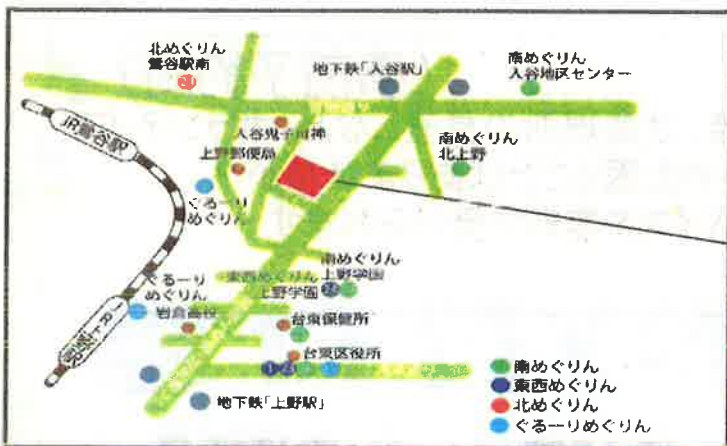 北めぐりん
鶯谷駅南
地下鉄「入谷駅」
南めぐりん
入谷地区センター
JR鶯谷駅
入谷鬼子母神
上野郵便局
南めぐりん
北上野
ぐるーり
めぐりん
南めぐりん
上野学園
東西めぐりん
上野学園
ぐるーり
めぐりん
岩倉高校
台東保健所
台東区役所
JR上野駅
地下鉄「上野駅」
南めぐりん
東西めぐりん
北めぐりん
ぐるーりめぐりん